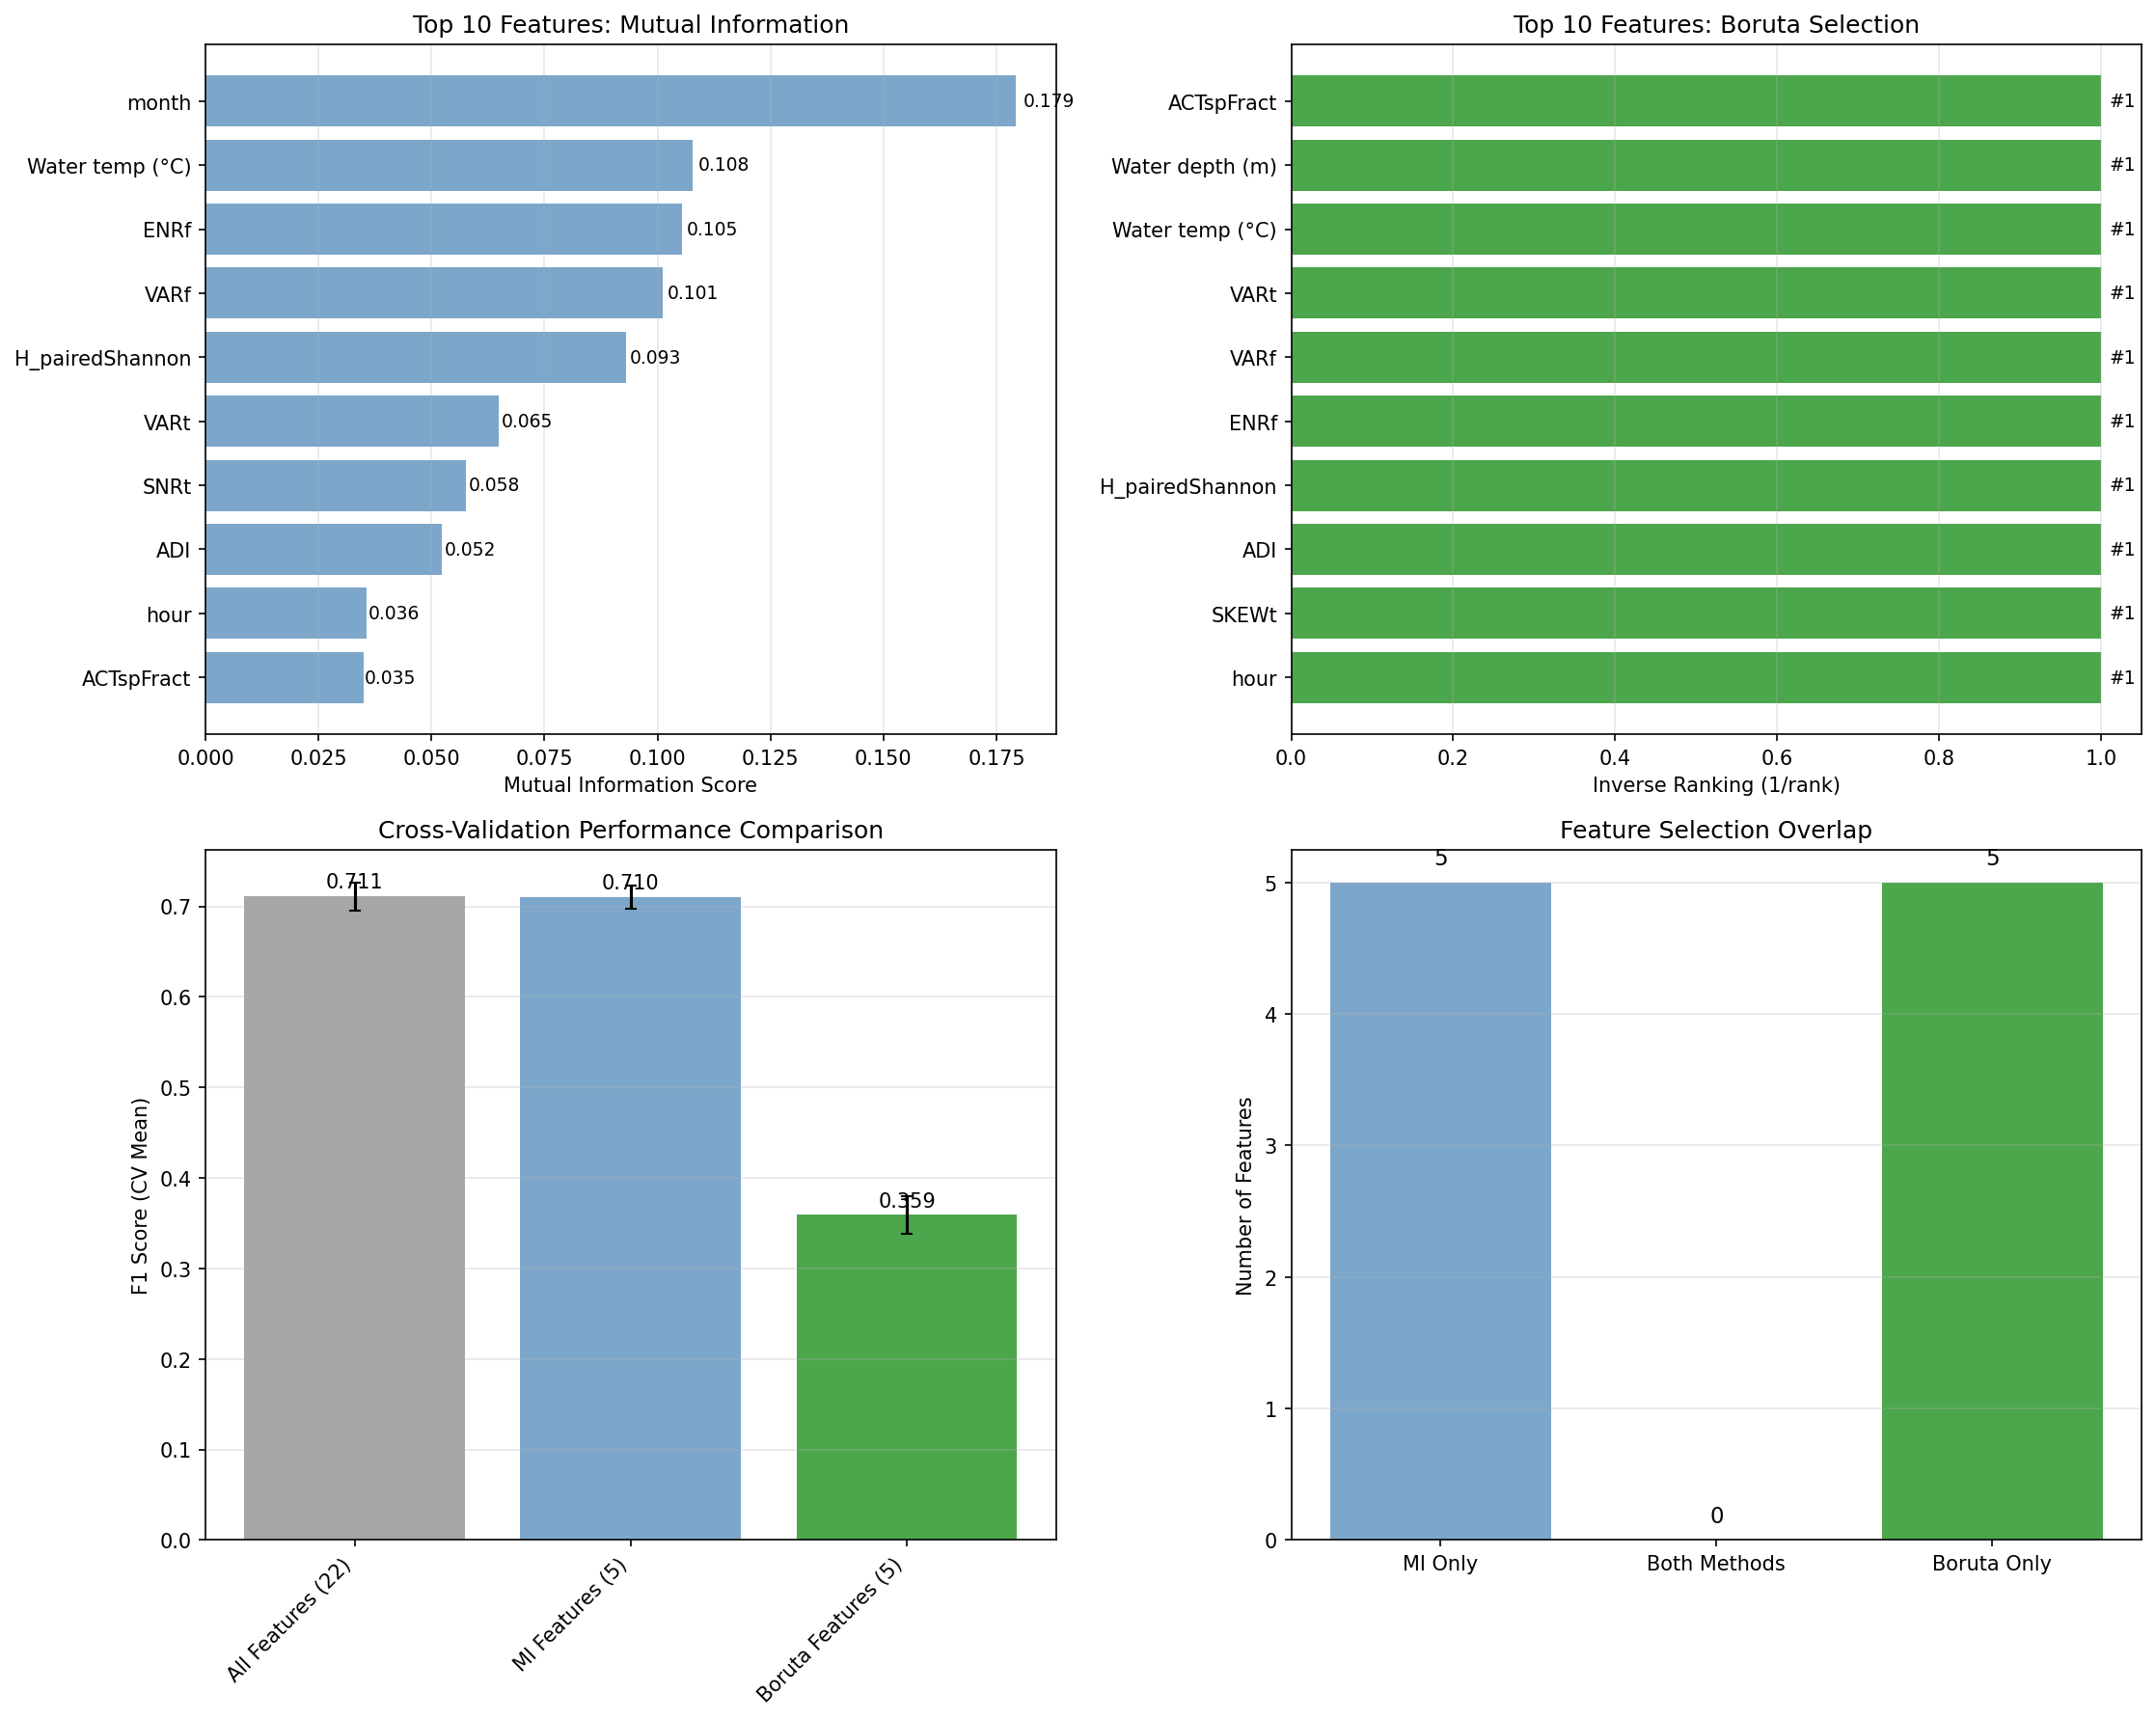 Top 10 Features: Mutual Information
month
0.179
Water temp (°C)
0.108
ENRf
0.105
VARf
0.101
H_pairedShannon
0.093
VARt
0.065
SNRt
0.058
ADI
0.052
hour
0.036
ACTspFract
0.035
0.000 0.025 0.050 0.075 0.100 0.125 0.150 0.175
Mutual Information Score
Top 10 Features: Boruta Selection
ACTspFract
#1
Water depth (m)
#1
Water temp (°C)
#1
VARt
#1
VARf
#1
ENRf
#1
H_pairedShannon
#1
ADI
#1
SKEWt
#1
hour
#1
0.0 0.2 0.4 0.6 0.8 1.0
Inverse Ranking (1/rank)
Cross-Validation Performance Comparison
F1 Score (CV Mean)
0.7
0.6
0.5
0.4
0.3
0.2
0.1
0.0
0.711
0.710
0.359
All Features (22)
MI Features (5)
Boruta Features (5)
Feature Selection Overlap
Number of Features
5
4
3
2
1
0
5
0
5
MI Only
Both Methods
Boruta Only